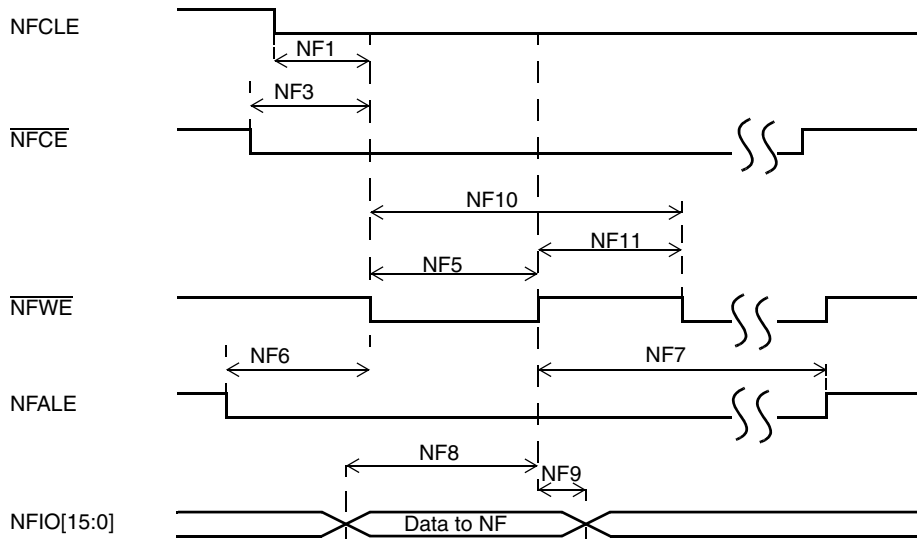 NFCLE
NF1
NF3
NFCE
NF10
NF11
NF5
NFWE
NF6
NF7
NFALE
NF8
NF9
NFIO[15:0]
Data to NF